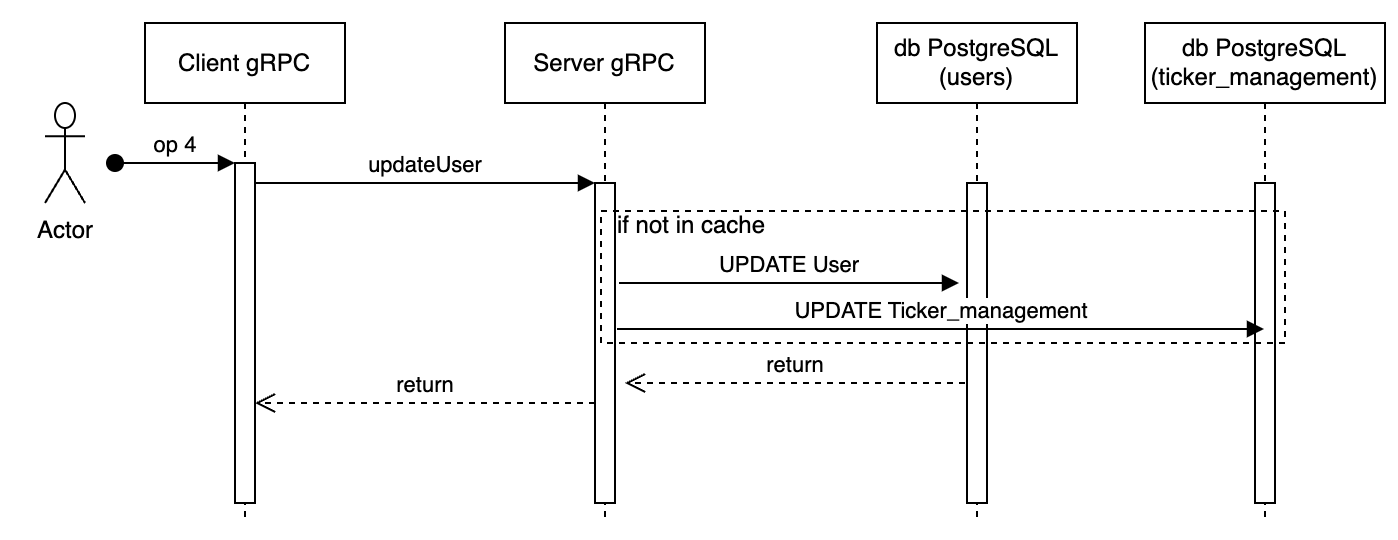 Client gRPC
Server gRPC
db PostgreSQL
(users)
db PostgreSQL
(ticker_management)
op 4
updateUser
Actor
if not in cache
UPDATE User
UPDATE Ticker_management
return
return